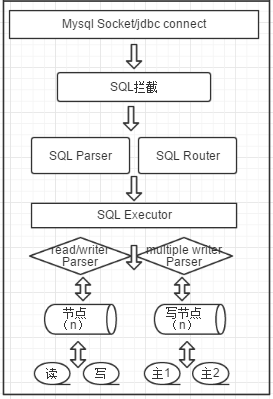 Mysql Socket/jdbc connect
SQL拦截
SQL Parser
SQL Router
SQL Executor
read/writer
Parser
multiple writer
Parser
节点
（n）
写节点
（n）
读
写
主1
主2